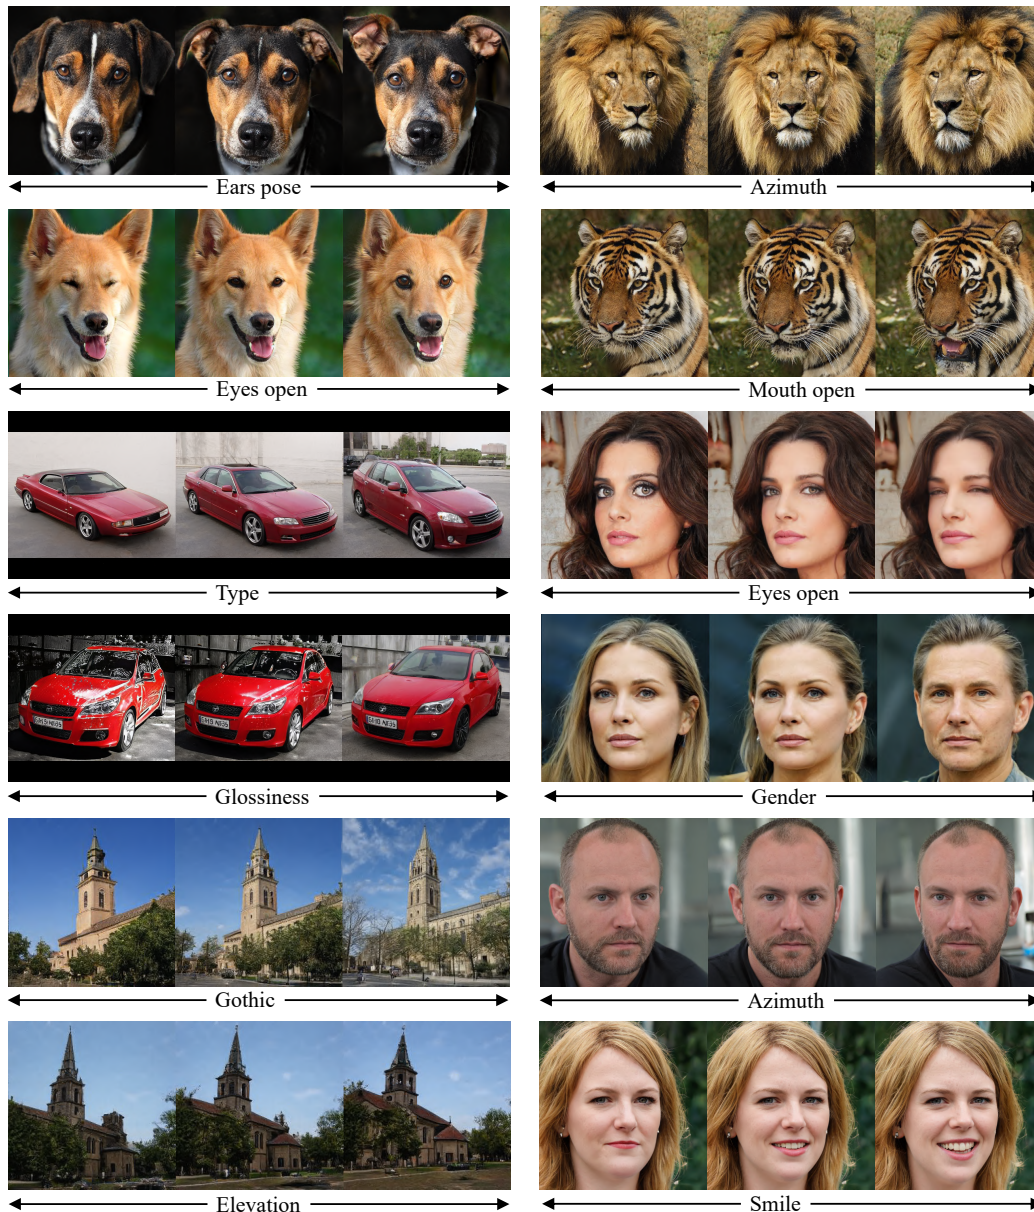 Ears pose
Azimuth
Eyes open
Mouth open
Type
Eyes open
Glossiness
Gender
Gothic
Azimuth
Elevation
Smile